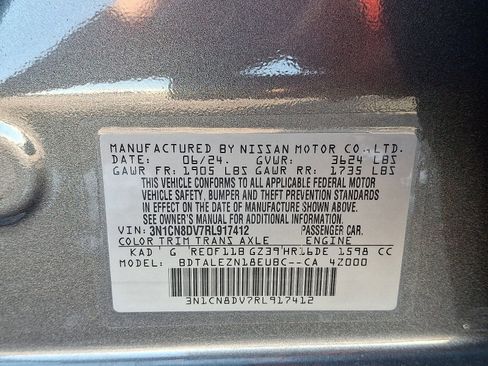 MANUFACTURED BY NISSAN MOTOR CO., LTD.
DATE: 06/24. GVWR: 3624 LBS
GAWR FR: 1905 LBS GAWR RR: 1735 LBS
THIS VEHICLE CONFORMS TO ALL APPLICABLE FEDERAL MOTOR
VEHICLE SAFETY, BUMPER AND THEFT PREVENTION STANDARDS
IN EFFECT ON THE DATE OF MANUFACTURE SHOWN ABOVE.
SEE OWNER'S MANUAL FOR ADDITIONAL INFORMATION
VIN: 3N1CN8DV7RL917412 PASSENGER CAR.
COLOR TRIM TRANS AXLE ENGINE
KAD G RE0F11B GZ39 HR16DE 1598 CC
MODEL: BDTALEZN18EUBC--CA 4Z000
3N1CN8DV7RL917412